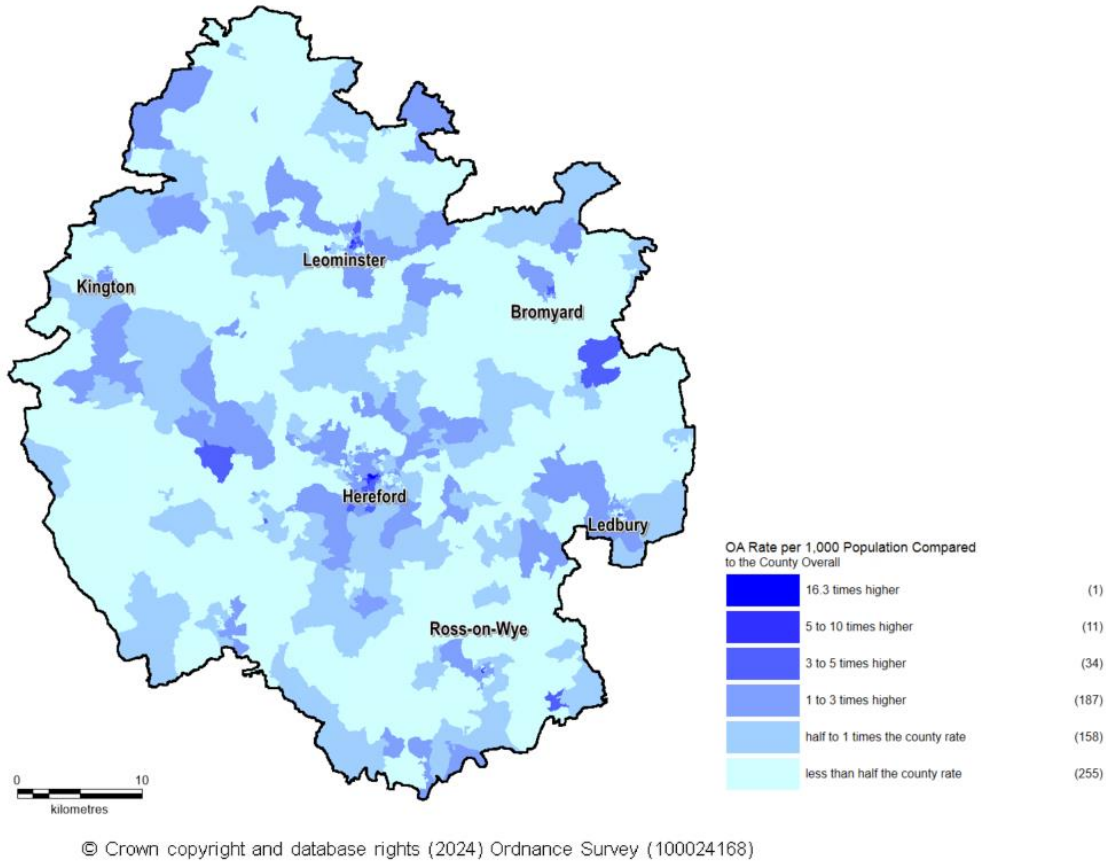 Leominster
Kington
Bromyard
Hereford
Ledbury
Ross-on-Wye
OA Rate per 1,000 Population Compared
to the County Overall
16.3 times higher (1)
5 to 10 times higher (11)
3 to 5 times higher (34)
1 to 3 times higher (187)
half to 1 times the county rate (158)
less than half the county rate (255)
0 10
kilometres
© Crown copyright and database rights (2024) Ordnance Survey (100024168)